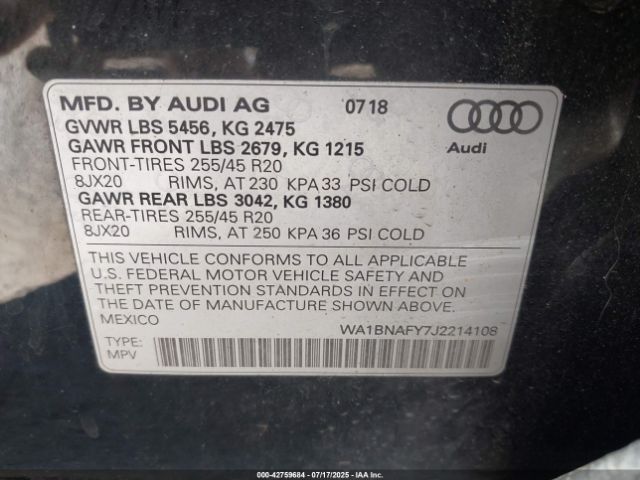 MFD. BY AUDI AG 0718
GVWR LBS 5456, KG 2475
GAWR FRONT LBS 2679, KG 1215
Audi
FRONT-TIRES 255/45 R20
8JX20 RIMS, AT 230 KPA 33 PSI COLD
GAWR REAR LBS 3042, KG 1380
REAR-TIRES 255/45 R20
8JX20 RIMS, AT 250 KPA 36 PSI COLD
THIS VEHICLE CONFORMS TO ALL APPLICABLE
U.S. FEDERAL MOTOR VEHICLE SAFETY AND
THEFT PREVENTION STANDARDS IN EFFECT ON
THE DATE OF MANUFACTURE SHOWN ABOVE.
MEXICO
WA1BNAFY7J2214108
TYPE:
MPV
000-42759684 / 07/17/2025 - IAA Inc.